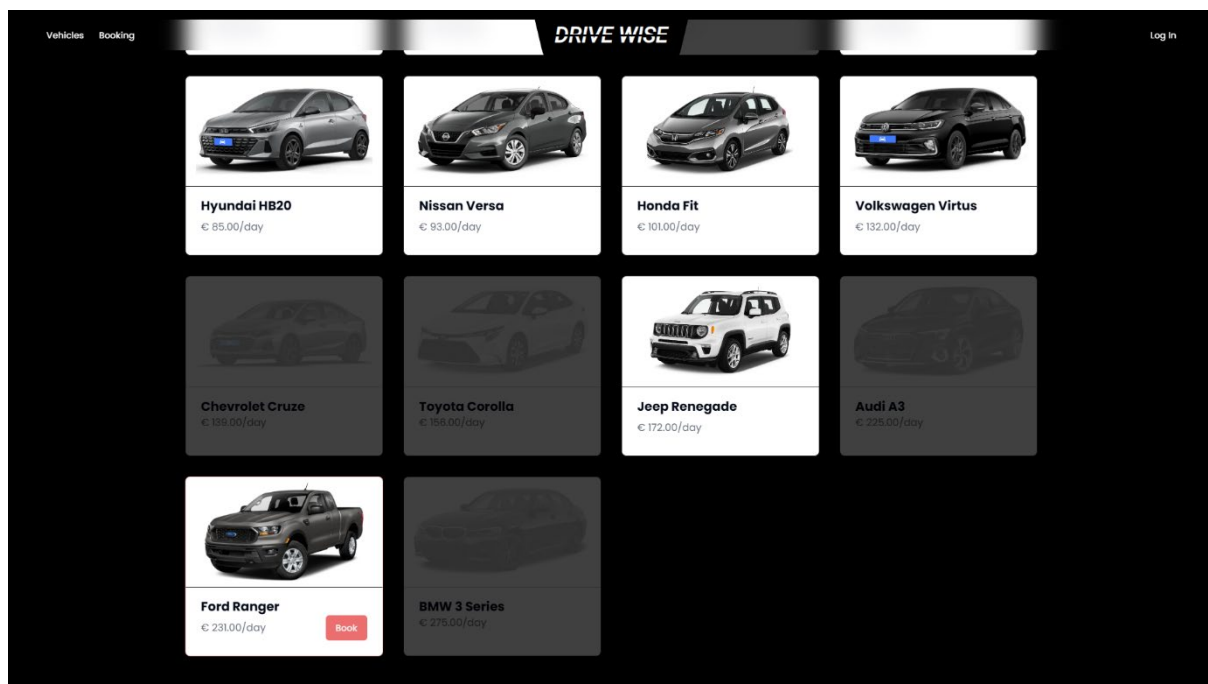 Vehicles Booking DRIVE WISE Log In
Hyundai HB20 Nissan Versa Honda Fit Volkswagen Virtus
€ 85.00/day € 93.00/day € 101.00/day € 132.00/day
Chevrolet Cruze Toyota Corolla Jeep Renegade Audi A3
€ 139.00/day € 156.00/day € 172.00/day € 225.00/day
Ford Ranger BMW 3 Series
€ 231.00/day Book € 275.00/day